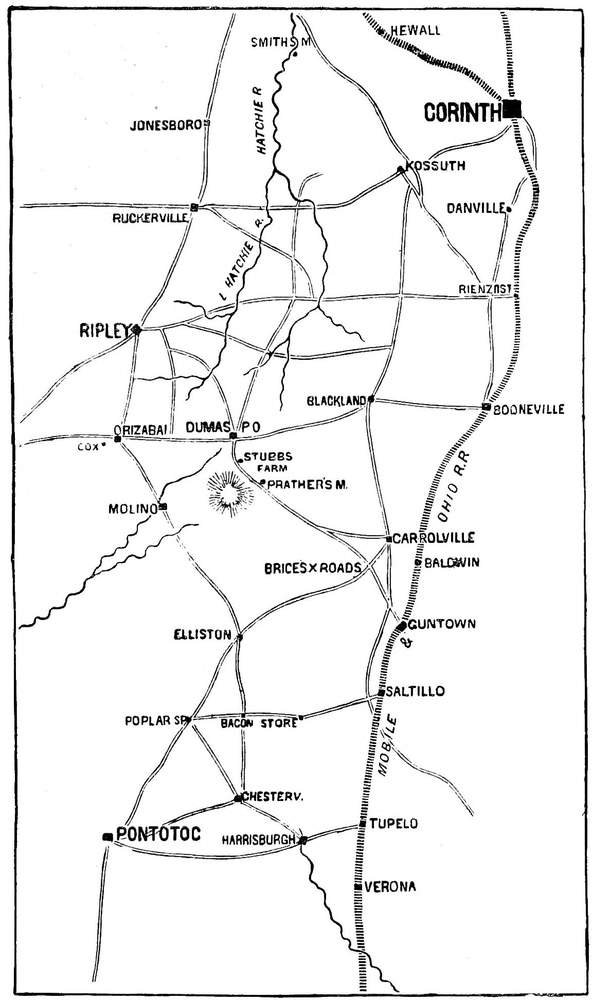 HEWALL
SMITHS M
CORINTH
HATCHIE R
JONESBORO
KOSSUTH
DANVILLE
RUCKERVILLE
L HATCHIE R.
RIENZI ST
RIPLEY
BLACKLAND
BOONEVILLE
ORIZABA
DUMAS P O
COX
STUBBS
FARM
PRATHER'S M.
OHIO R.R
MOLINO
CARROLVILLE
BRICE'S X ROADS
BALDWIN
GUNTOWN
&
ELLISTON
SALTILLO
POPLAR SP.
BACON STORE
MOBILE
CHESTERV.
PONTOTOC
TUPELO
HARRISBURGH
VERONA